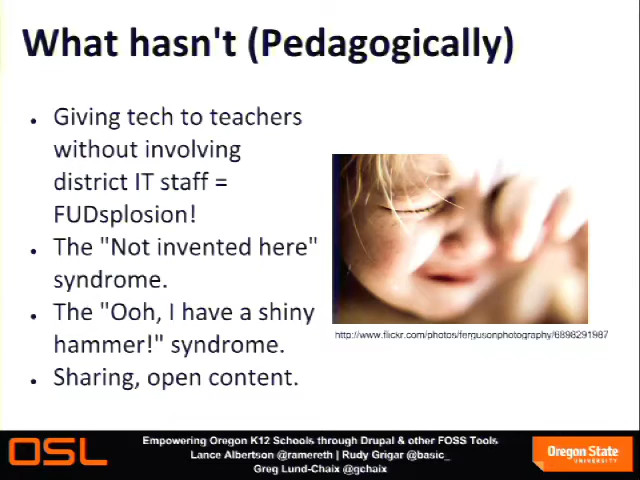 What hasn't (Pedagogically)
• Giving tech to teachers
without involving
district IT staff =
FUDsplosion!
• The "Not invented here"
syndrome.
• The "Ooh, I have a shiny
hammer!" syndrome.
• Sharing, open content.
http://www.flickr.com/photos/fergusonphotography/6898291987
OSL
Empowering Oregon K12 Schools through Drupal & other FOSS Tools
Lance Albertson @ramereth | Rudy Grigar @basic_
Greg Lund-Chaix @gchaix
Oregon State
UNIVERSITY